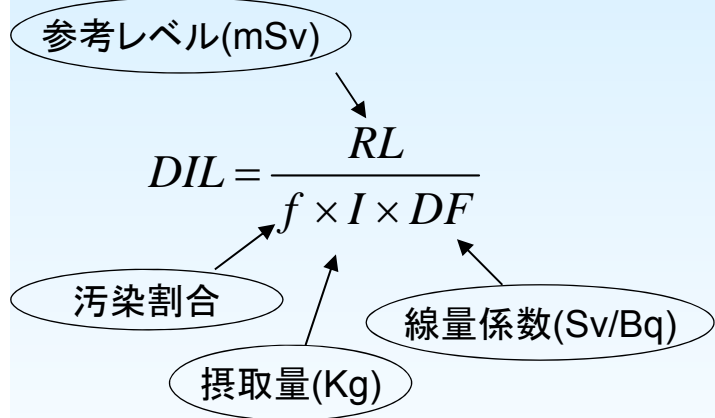 参考レベル(mSv)
DIL = RL / f × I × DF
汚染割合
線量係数(Sv/Bq)
摂取量(Kg)